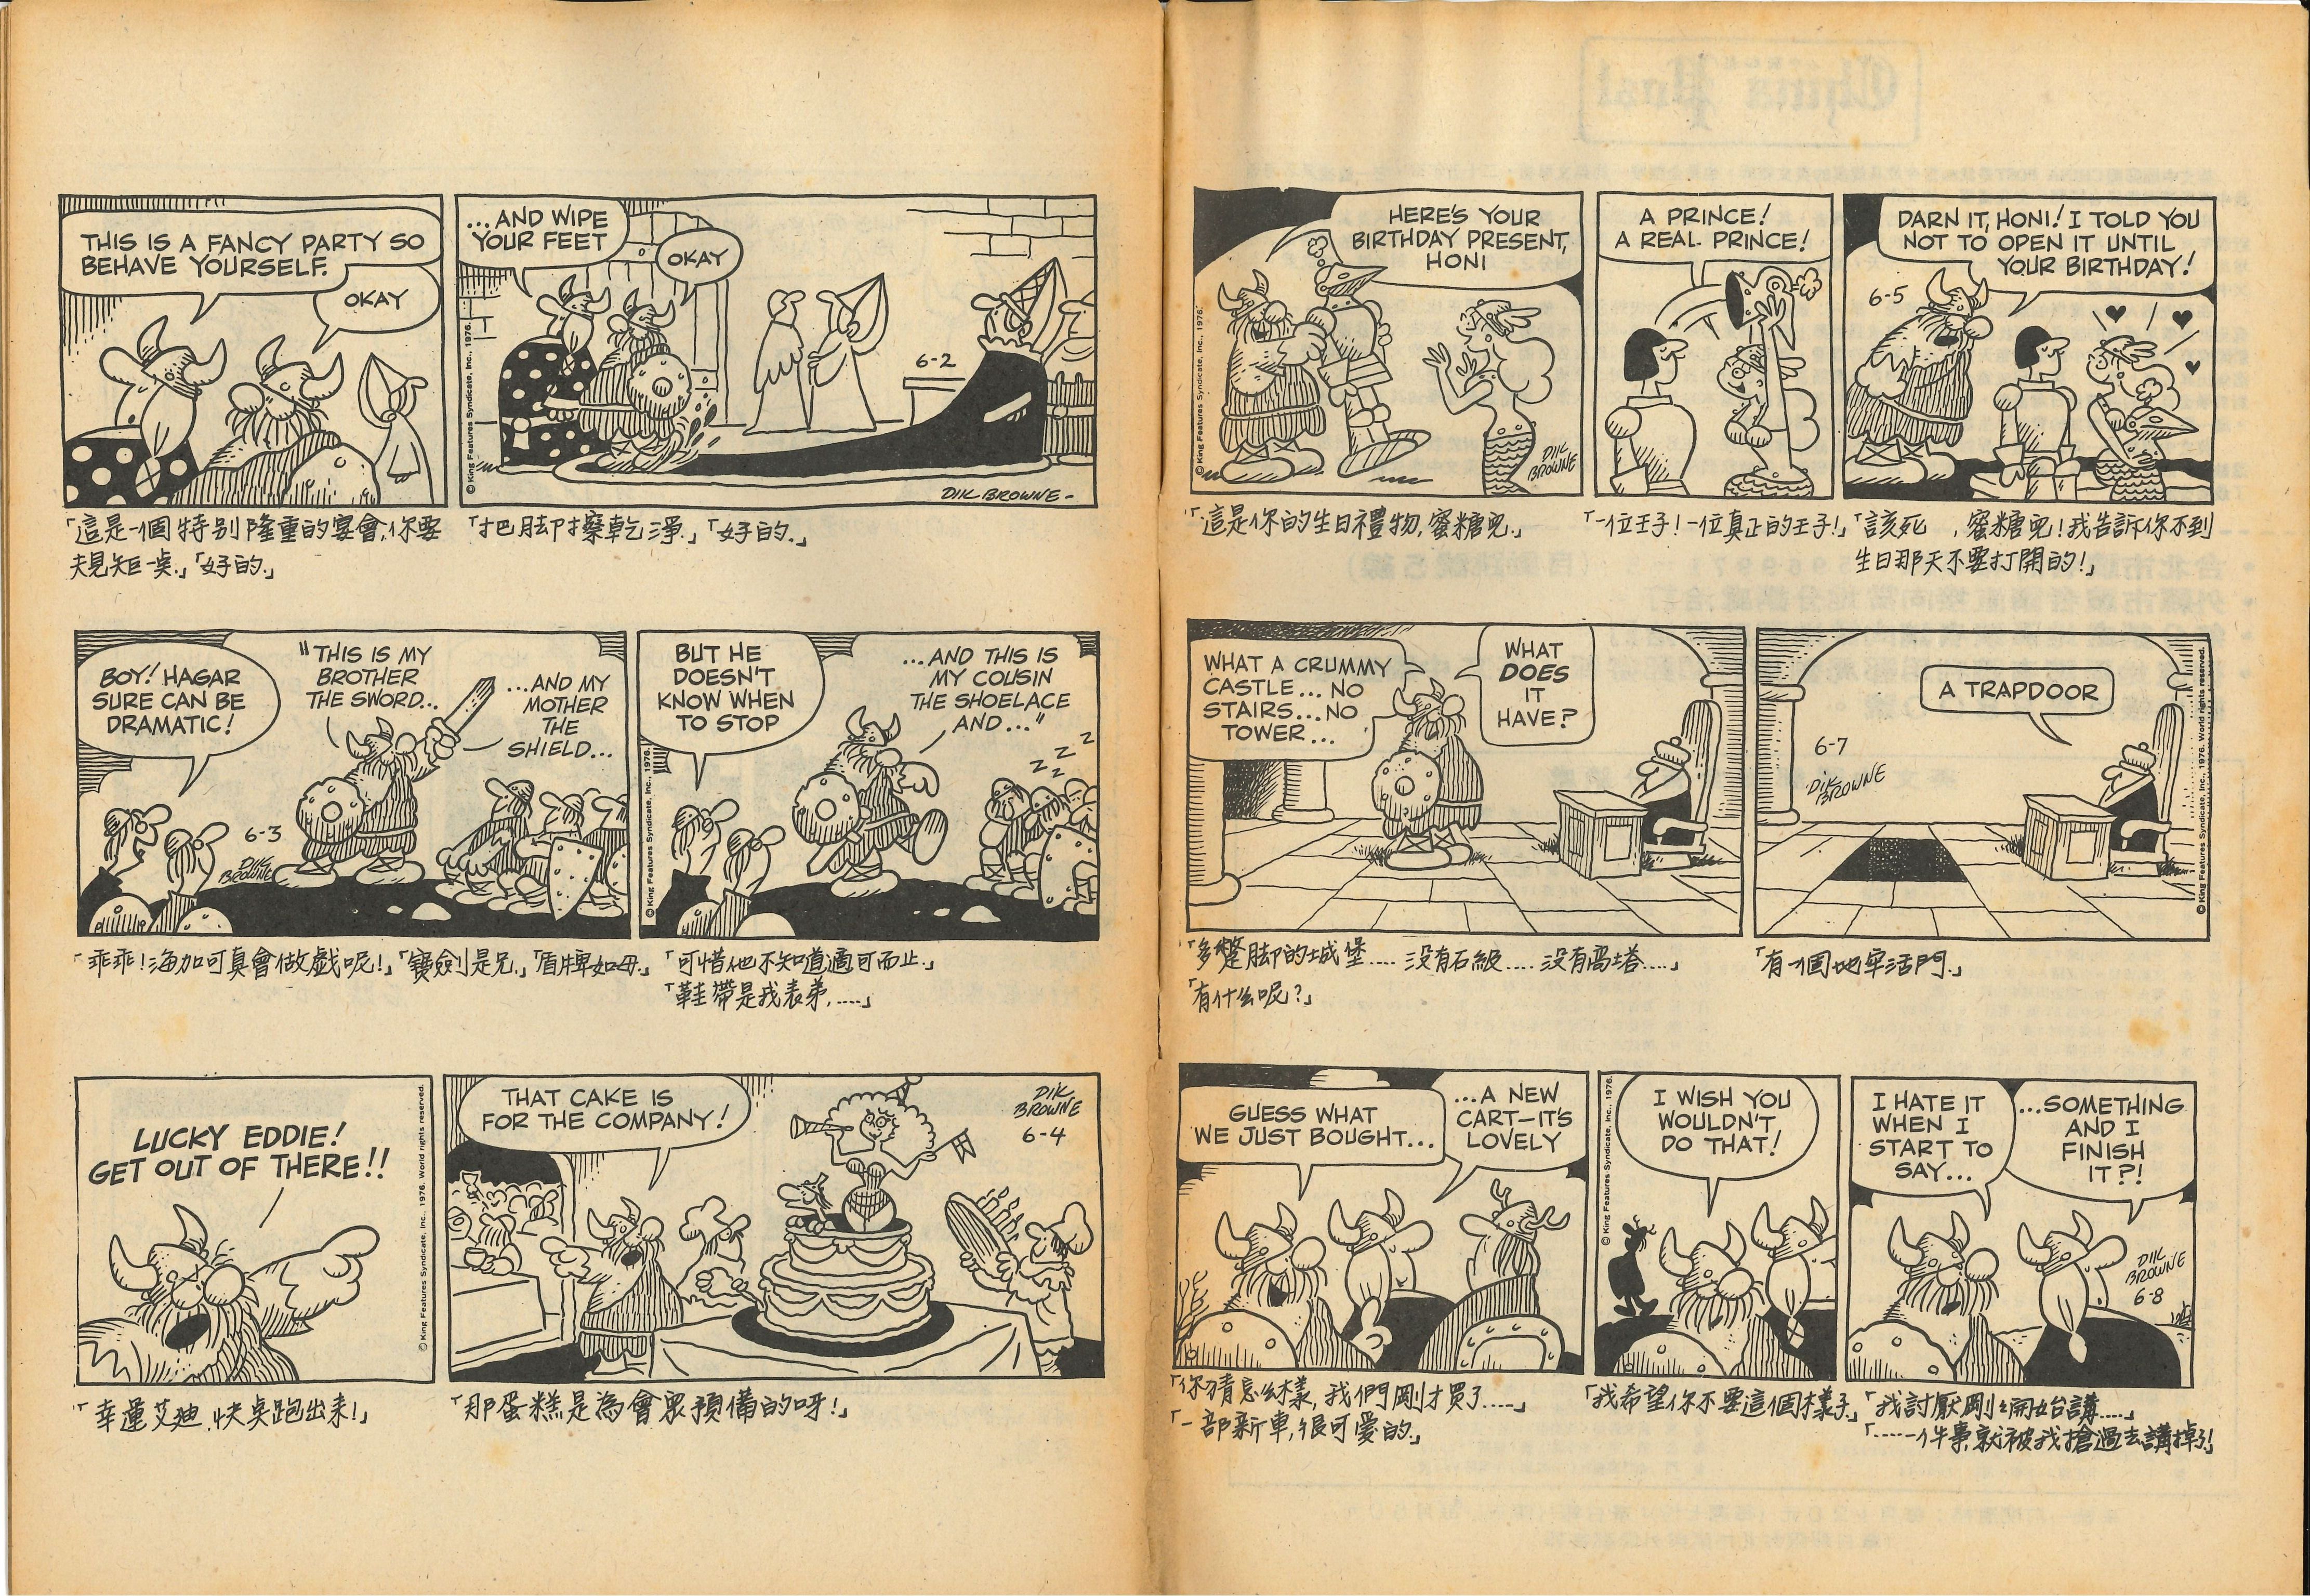 THIS IS A FANCY PARTY SO
BEHAVE YOURSELF.
OKAY
...AND WIPE
YOUR FEET
OKAY
6-2
© King Features Syndicate, Inc., 1976.
DIK BROWNE-
「這是一個特別隆重的宴會,你要
規矩一點.」「好的.」
「把脚擦乾淨.」「好的.」
BOY! HAGAR
SURE CAN BE
DRAMATIC!
"THIS IS MY
BROTHER
THE SWORD...
...AND MY
MOTHER
THE
SHIELD...
6-3
DIK
BROWNE
BUT HE
DOESN'T
KNOW WHEN
TO STOP
...AND THIS IS
MY COUSIN
THE SHOELACE
AND..."
Z Z Z Z
© King Features Syndicate, Inc., 1976.
「乖乖!海加可真會做戲呢!」「寶劍是兄.」「盾牌如母.」
「可惜他不知道適可而止.」
「鞋帶是我表弟,....」
LUCKY EDDIE!
GET OUT OF THERE!!
© King Features Syndicate, Inc., 1976. World rights reserved.
THAT CAKE IS
FOR THE COMPANY!
DIK
BROWNE
6-4
「幸運艾廸,快點跑出来!」
「那蛋糕是為會眾預備的呀!」
HERE'S YOUR
BIRTHDAY PRESENT,
HONI
© King Features Syndicate, Inc., 1976.
DIK
BROWNE
A PRINCE!
A REAL PRINCE!
DARN IT, HONI! I TOLD YOU
NOT TO OPEN IT UNTIL
YOUR BIRTHDAY!
6-5
「這是你的生日禮物,蜜糖兒.」
「一位王子!一位真正的王子!」
「該死 ,蜜糖兒!我告訴你不到
生日那天不要打開的!」
WHAT A CRUMMY
CASTLE... NO
STAIRS... NO
TOWER...
WHAT
DOES
IT
HAVE?
A TRAPDOOR
6-7
DIK
BROWNE
© King Features Syndicate, Inc., 1976. World rights reserved.
「多蹩脚的城堡.... 没有石級.... 没有高塔....」
「有什么呢?」
「有一個地牢活門.」
GUESS WHAT
WE JUST BOUGHT...
...A NEW
CART—IT'S
LOVELY
I WISH YOU
WOULDN'T
DO THAT!
© King Features Syndicate, Inc., 1976.
I HATE IT
WHEN I
START TO
SAY...
...SOMETHING
AND I
FINISH
IT?!
DIK
BROWNE
6-8
「你猜怎么樣,我們剛才買了....」
「一部新車,很可愛的.」
「我希望你不要這個樣子.」
「我討厭剛開始講....」
「.....一件事,就被我搶過去講掉了!」